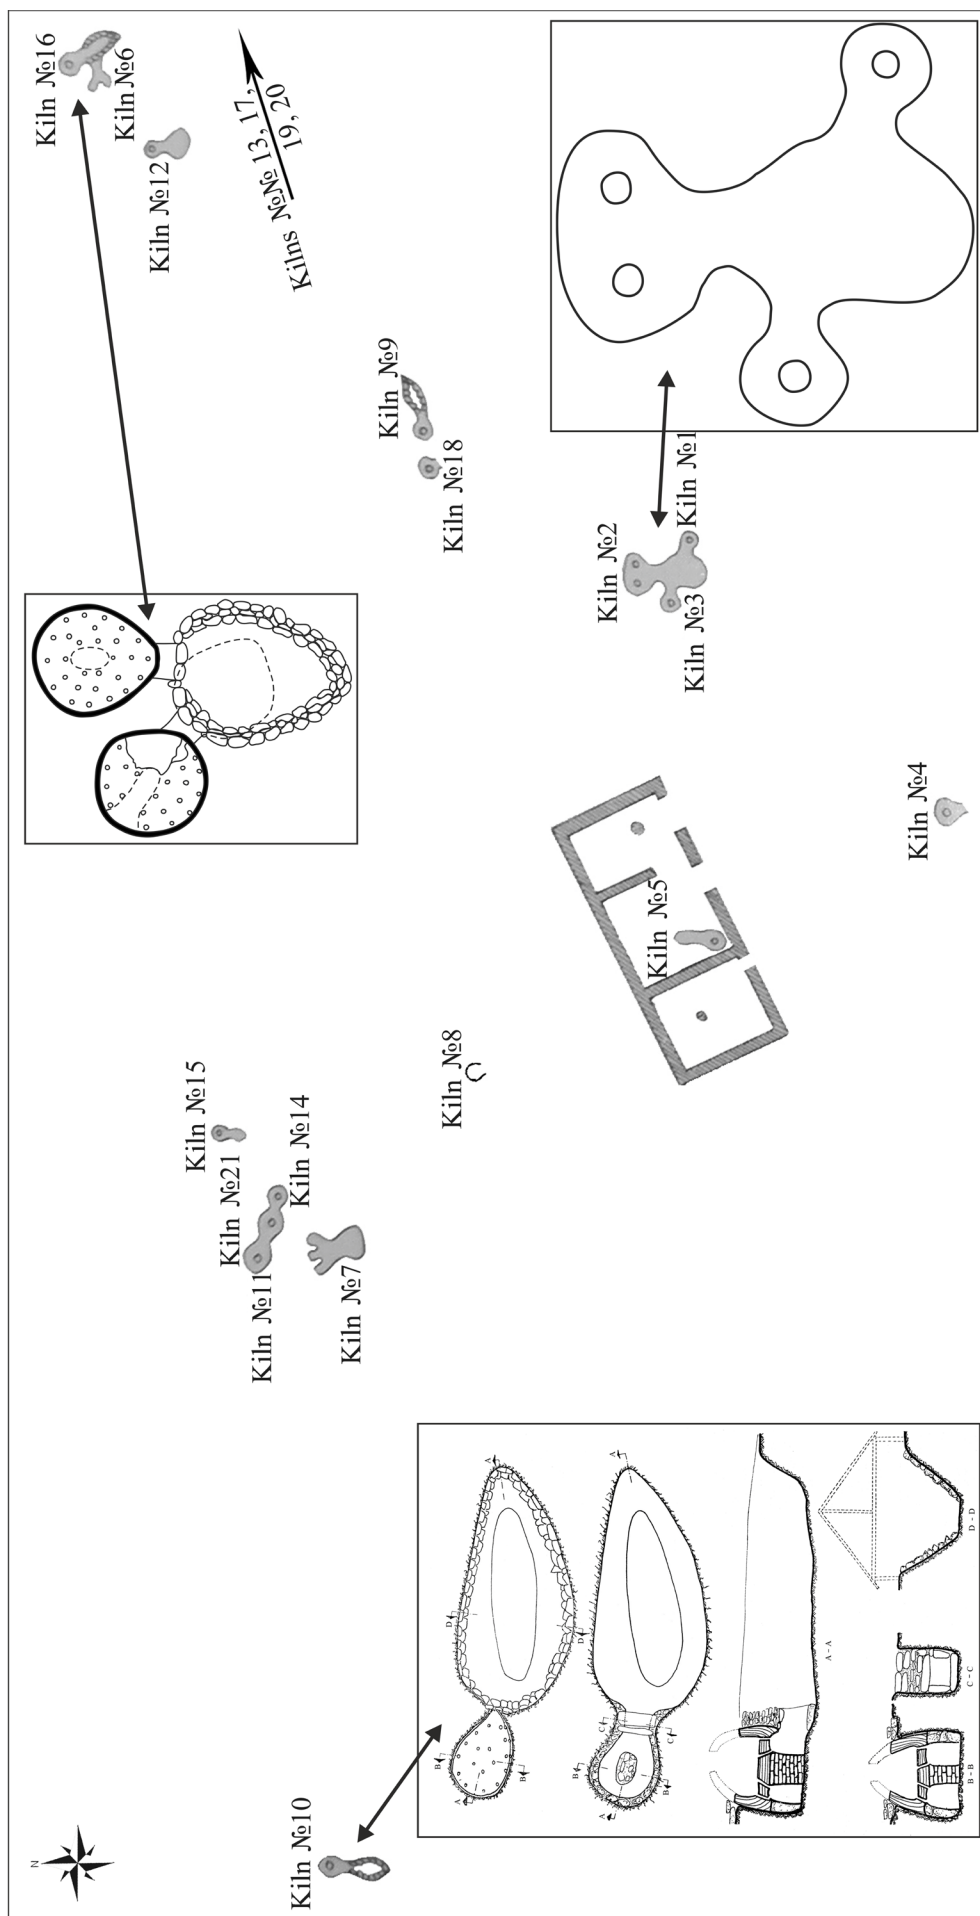 N
Kiln №10
Kiln №7
Kiln №11
Kiln №21
Kiln №14
Kiln №15
Kiln №8
Kiln №5
Kiln №4
Kiln №3
Kiln №2
Kiln №1
Kiln №18
Kiln №9
Kilns №№ 13, 17,
19, 20
Kiln №12
Kiln №6
Kiln №16
A
A
B
B
D
D
A
A
B
B
C
C
A - A
B - B
C - C
D - D